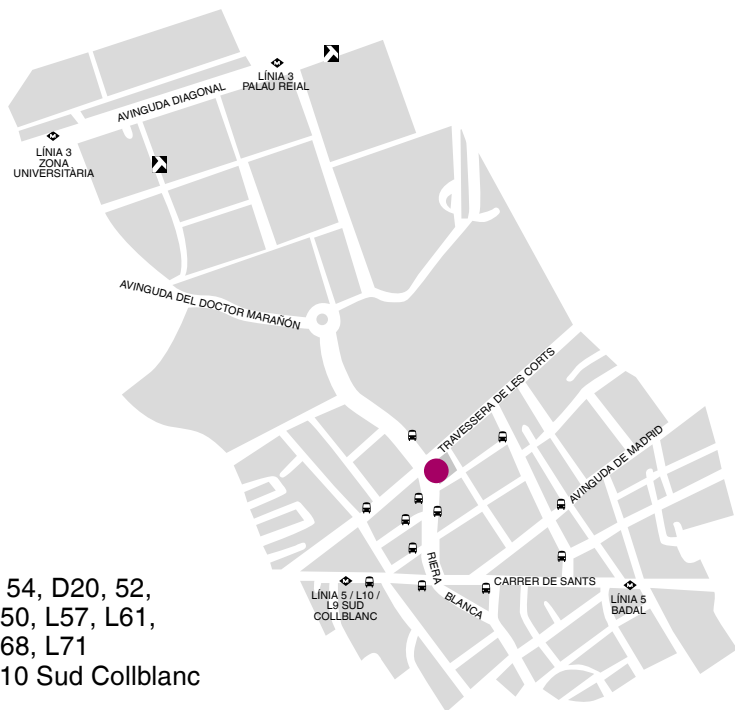 LÍNIA 3
PALAU REIAL
AVINGUDA DIAGONAL
LÍNIA 3
ZONA
UNIVERSITÀRIA
AVINGUDA DEL DOCTOR MARAÑÓN
TRAVESSERA DE LES CORTS
AVINGUDA DE MADRID
RIERA
BLANCA
CARRER DE SANTS
LÍNIA 5 / L10 /
L9 SUD
COLLBLANC
LÍNIA 5
BADAL
54, D20, 52,
50, L57, L61,
68, L71
10 Sud Collblanc